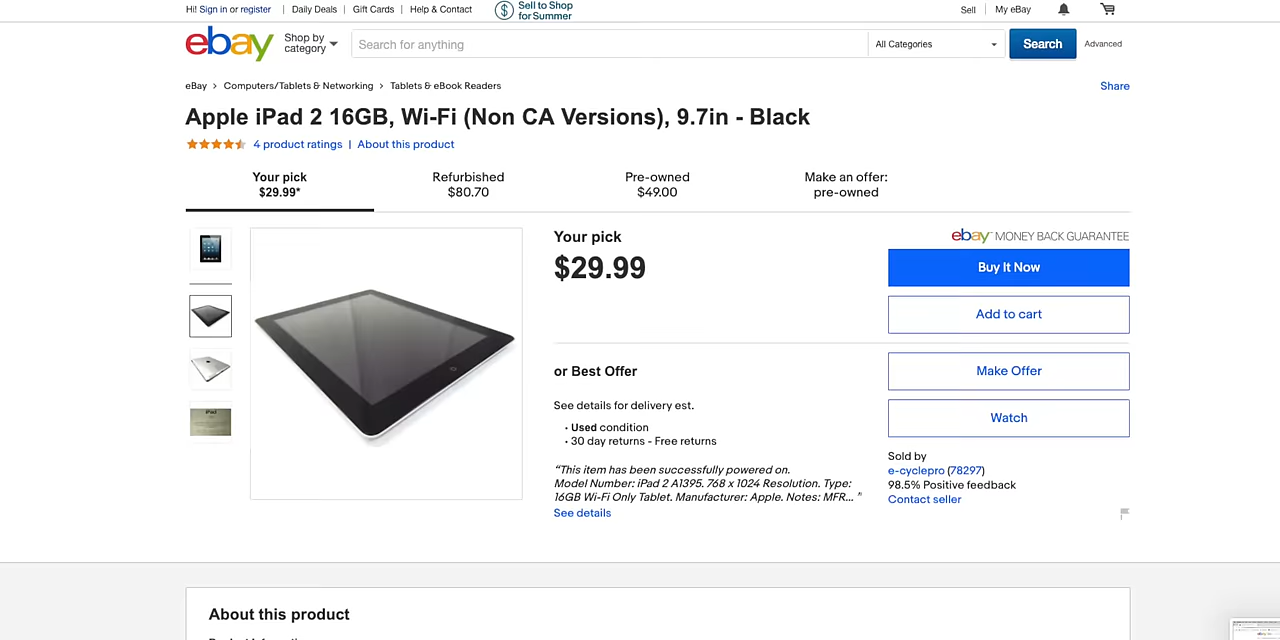 Hi! Sign in or register | Daily Deals | Gift Cards | Help & Contact
Sell to Shop
for Summer
Sell
My eBay
ebay
Shop by
category
Search for anything
All Categories
Search
Advanced
eBay > Computers/Tablets & Networking > Tablets & eBook Readers
Share
Apple iPad 2 16GB, Wi-Fi (Non CA Versions), 9.7in - Black
4 product ratings | About this product
Your pick
$29.99*
Refurbished
$80.70
Pre-owned
$49.00
Make an offer:
pre-owned
Your pick
$29.99
ebay MONEY BACK GUARANTEE
Buy It Now
Add to cart
or Best Offer
Make Offer
See details for delivery est.
Watch
· Used condition
· 30 day returns - Free returns
“This item has been successfully powered on.
Model Number: iPad 2 A1395. 768 x 1024 Resolution. Type:
16GB Wi-Fi Only Tablet. Manufacturer: Apple. Notes: MFR... ”
See details
Sold by
e-cyclepro (78297)
98.5% Positive feedback
Contact seller
iPad
About this product